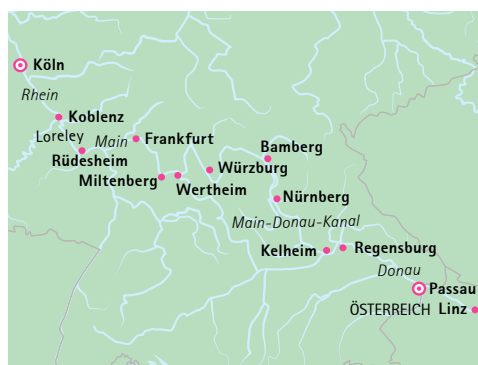 Köln
Rhein
Koblenz
Loreley
Main
Frankfurt
Rüdesheim
Bamberg
Miltenberg
Wertheim
Würzburg
Nürnberg
Main-Donau-Kanal
Kelheim
Regensburg
Donau
Passau
ÖSTERREICH
Linz